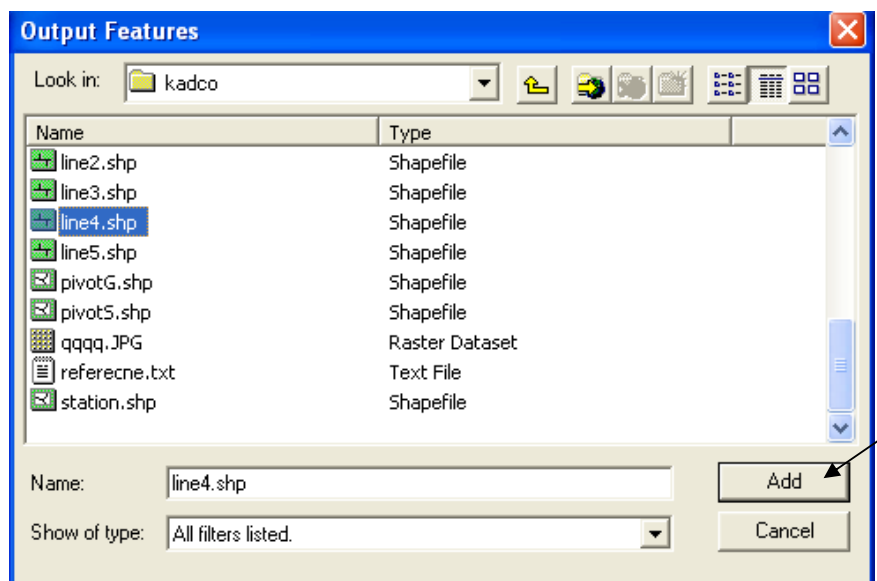 Output Features
Look in: kadco
Name Type
line2.shp Shapefile
line3.shp Shapefile
line4.shp Shapefile
line5.shp Shapefile
pivotG.shp Shapefile
pivotS.shp Shapefile
qqqq.JPG Raster Dataset
referecne.txt Text File
station.shp Shapefile
Name: line4.shp Add
Show of type: All filters listed. Cancel